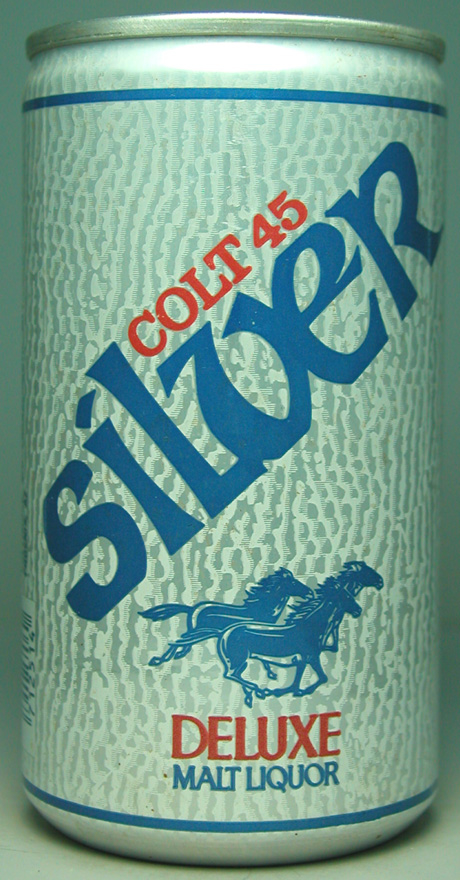 COLT 45
silver
DELUXE
MALT LIQUOR